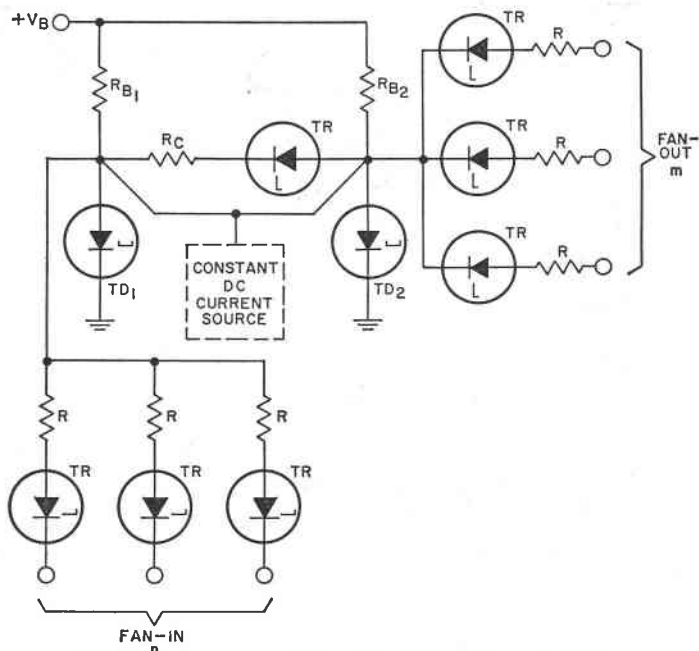 +VB
RB1
RB2
RC
TR
L
TD1
L
TD2
L
CONSTANT
DC
CURRENT
SOURCE
TR
R
L
TR
R
L
TR
R
L
FAN-
OUT
m
R
R
R
TR
TR
TR
L
L
L
FAN-IN
n